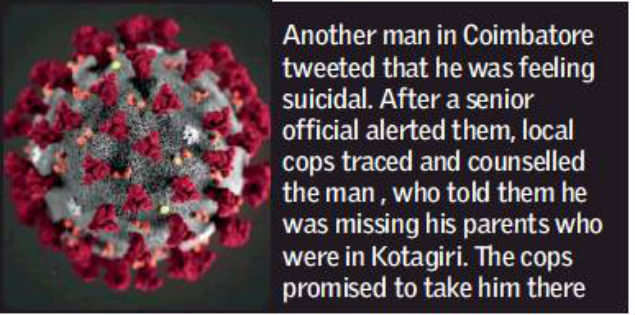 Another man in Coimbatore
tweeted that he was feeling
suicidal. After a senior
official alerted them, local
cops traced and counselled
the man , who told them he
was missing his parents who
were in Kotagiri. The cops
promised to take him there